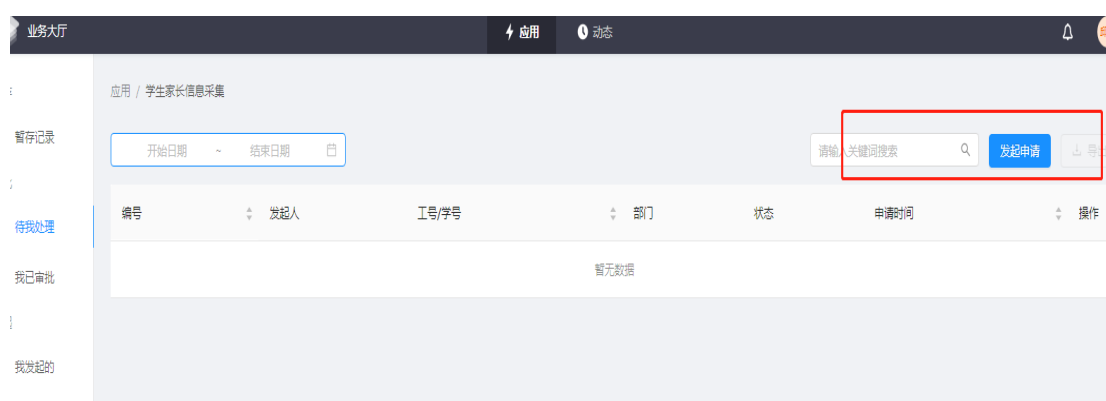 业务大厅 应用 动态
应用 / 学生家长信息采集
暂存记录
开始日期 ~ 结束日期 请输入关键词搜索 发起申请
编号 发起人 工号/学号 部门 状态 申请时间 操作
待我处理
暂无数据
我已审批
我发起的